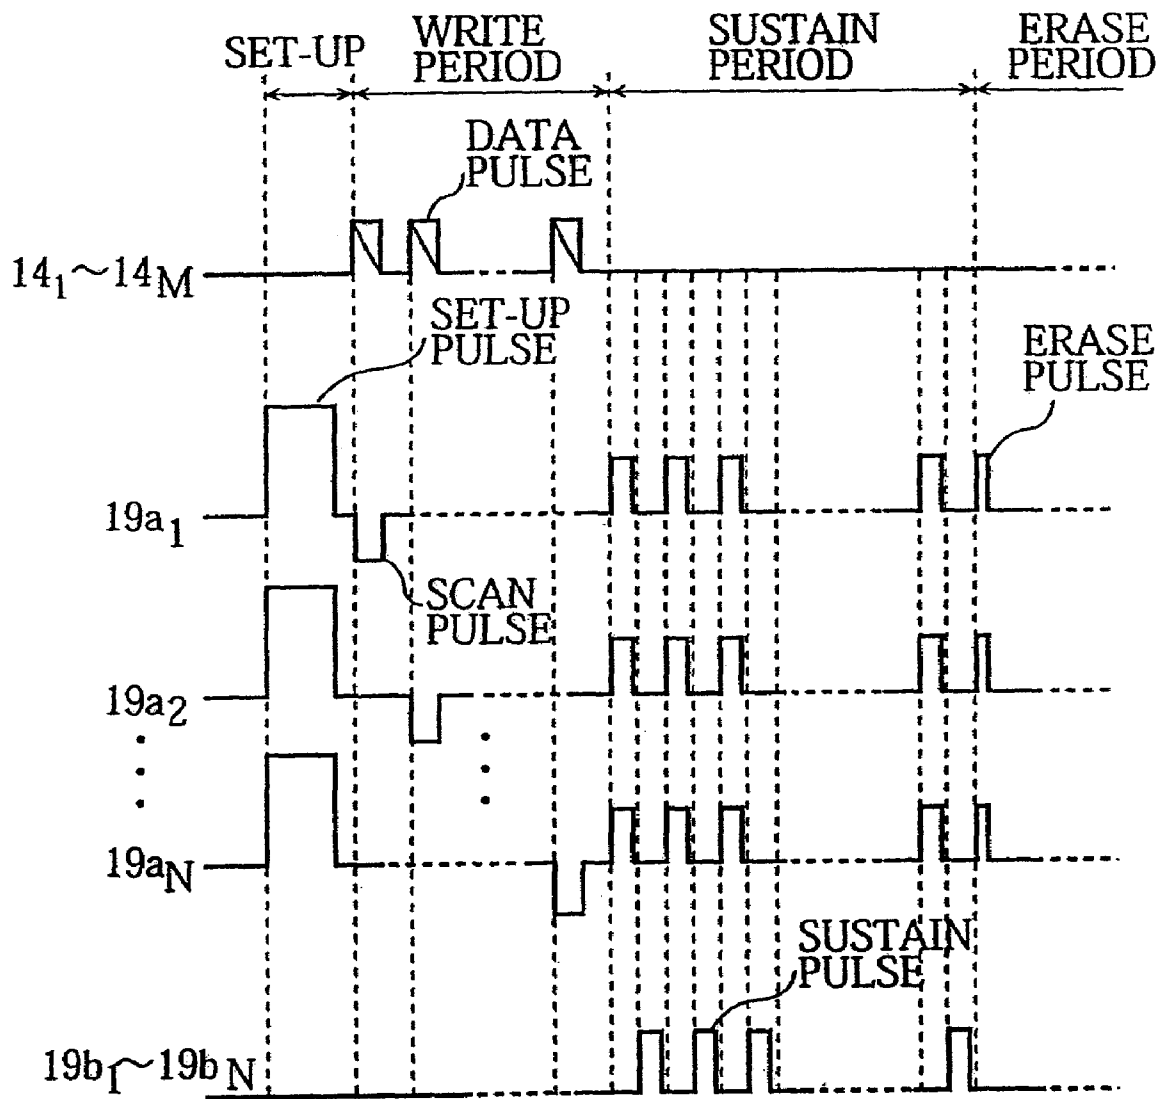 SET-UP
WRITE
PERIOD
SUSTAIN
PERIOD
ERASE
PERIOD
DATA
PULSE
14₁~14M
SET-UP
PULSE
ERASE
PULSE
19a₁
SCAN
PULSE
19a₂
19aN
SUSTAIN
PULSE
19b₁~19bN